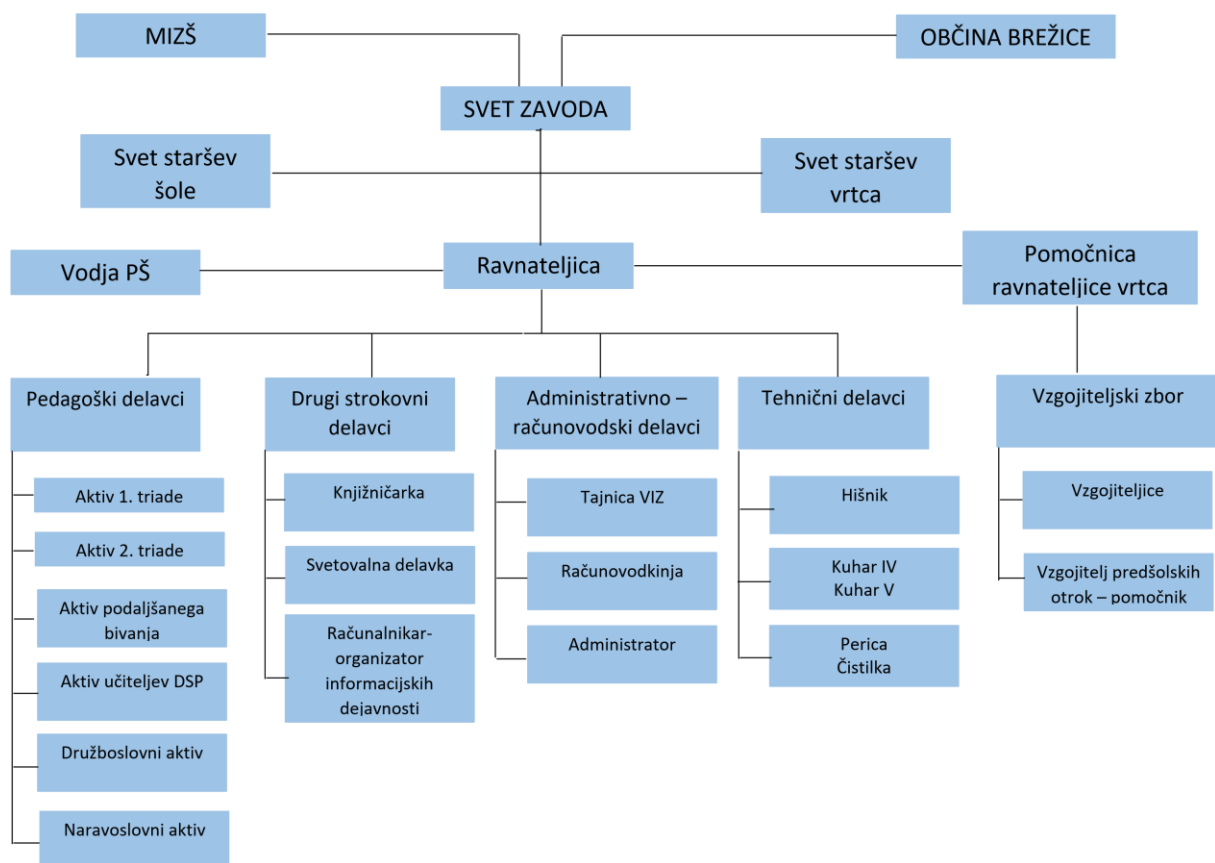 MIZŠ
OBČINA BREŽICE
SVET ZAVODA
Svet staršev
šole
Svet staršev
vrtca
Vodja PŠ
Ravnateljica
Pomočnica
ravnateljice vrtca
Pedagoški delavci
Drugi strokovni
delavci
Administrativno –
računovodski delavci
Tehnični delavci
Vzgojiteljski zbor
Aktiv 1. triade
Aktiv 2. triade
Aktiv podaljšanega
bivanja
Aktiv učiteljev DSP
Družboslovni aktiv
Naravoslovni aktiv
Knjižničarka
Svetovalna delavka
Računalnikar-
organizator
informacijskih
dejavnosti
Tajnica VIZ
Računovodkinja
Administrator
Hišnik
Kuhar IV
Kuhar V
Perica
Čistilka
Vzgojiteljice
Vzgojitelj predšolskih
otrok – pomočnik